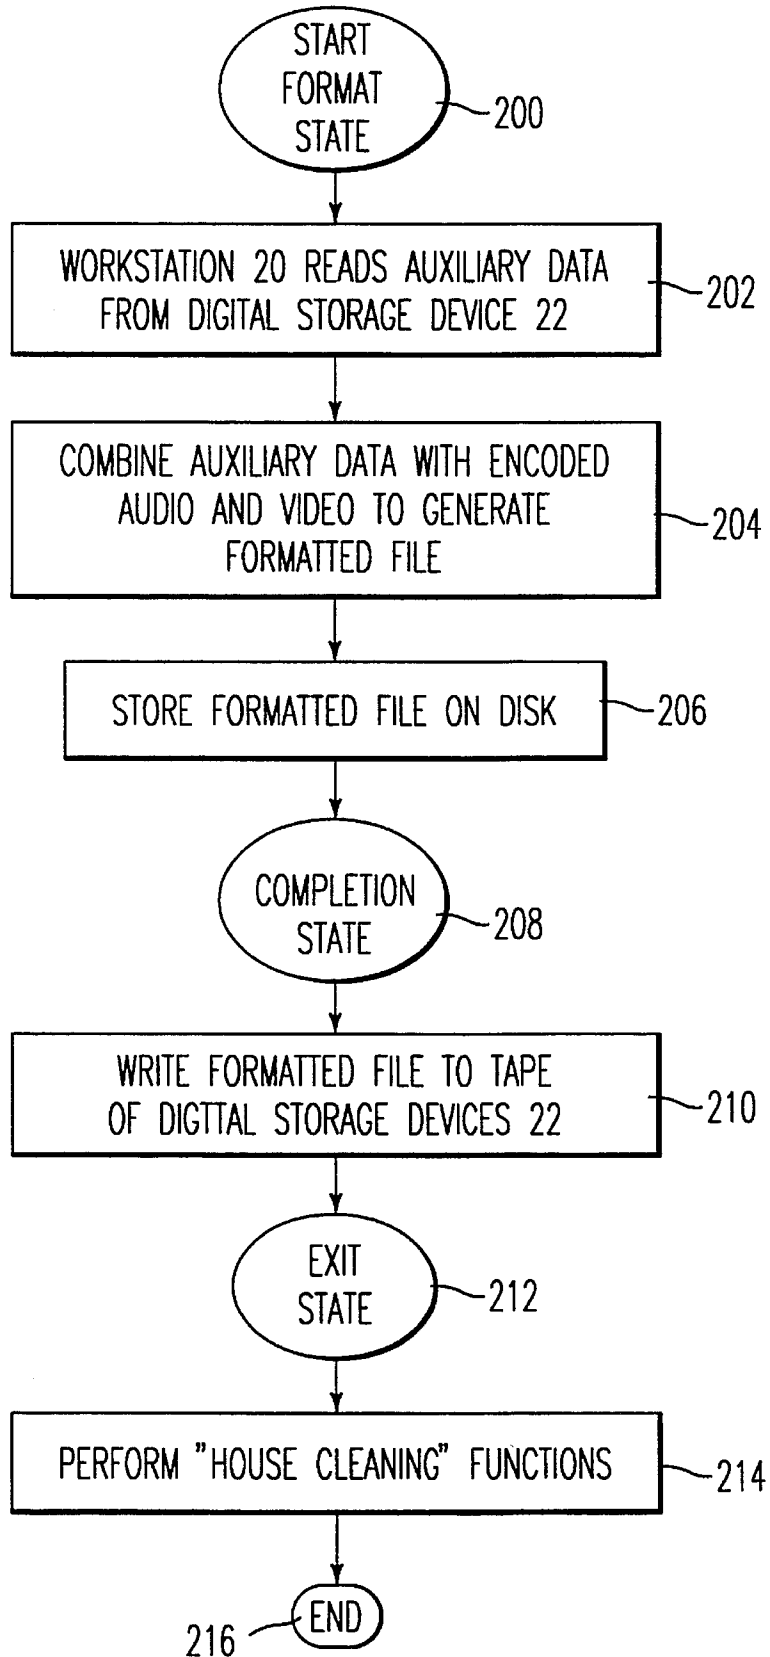 START
FORMAT
STATE
200
WORKSTATION 20 READS AUXILIARY DATA
FROM DIGITAL STORAGE DEVICE 22
202
COMBINE AUXILIARY DATA WITH ENCODED
AUDIO AND VIDEO TO GENERATE
FORMATTED FILE
204
STORE FORMATTED FILE ON DISK
206
COMPLETION
STATE
208
WRITE FORMATTED FILE TO TAPE
OF DIGTTAL STORAGE DEVICES 22
210
EXIT
STATE
212
PERFORM "HOUSE CLEANING" FUNCTIONS
214
END
216